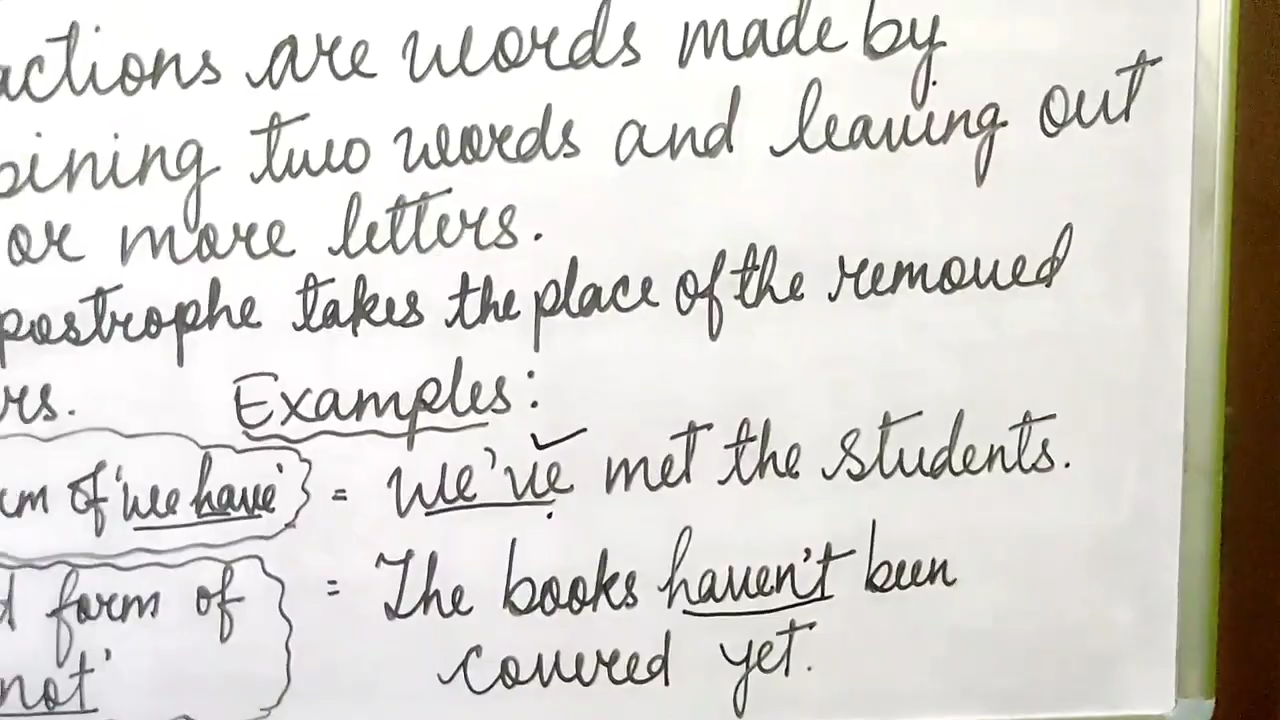 actions are words made by
oining two words and leaving out
or more letters.
postrophe takes the place of the removed
rs. Examples:
rm of 'we have' = We've met the students.
d form of = The books haven't been
not' covered yet.